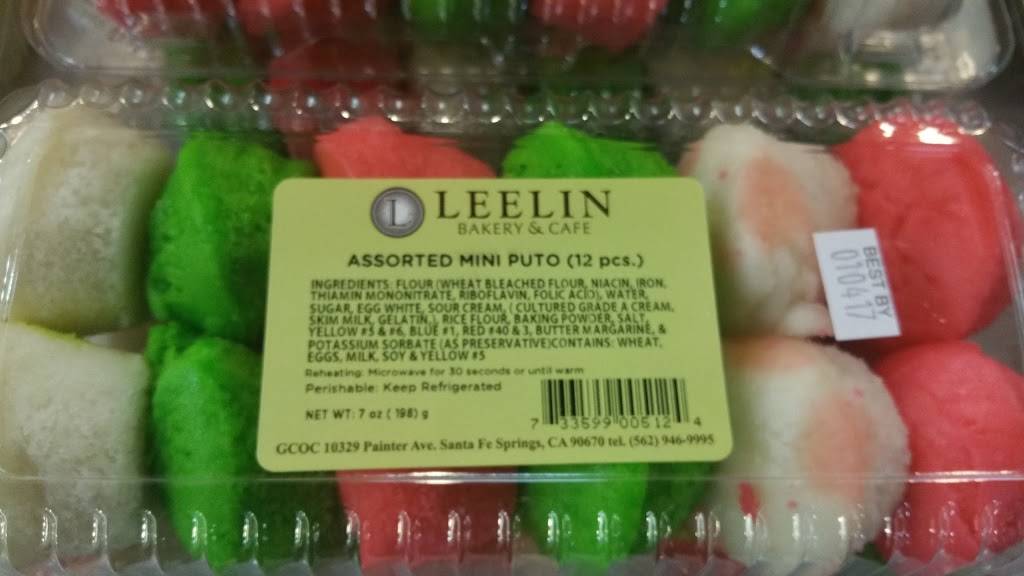 L
LEELIN
BAKERY & CAFE
ASSORTED MINI PUTO (12 pcs.)
INGREDIENTS: FLOUR (WHEAT BLEACHED FLOUR, NIACIN, IRON,
THIAMIN MONONITRATE, RIBOFLAVIN, FOLIC ACID), WATER,
SUGAR, EGG WHITE, SOUR CREAM, ( CULTURED GRADE A CREAM,
SKIM MILK, GELATIN,), RICE FLOUR, BAKING POWDER, SALT,
YELLOW #5 & #6, BLUE #1, RED #40 & 3, BUTTER MARGARINE, &
POTASSIUM SORBATE (AS PRESERVATIVE)CONTAINS: WHEAT,
EGGS, MILK, SOY & YELLOW #5
Reheating: Microwave for 30 seconds or until warm
Perishable: Keep Refrigerated
NET WT: 7 oz ( 198) g
7 33599 00512 4
GCOC 10329 Painter Ave. Santa Fe Springs, CA 90670 tel. (562) 946-9995
BEST BY
010417